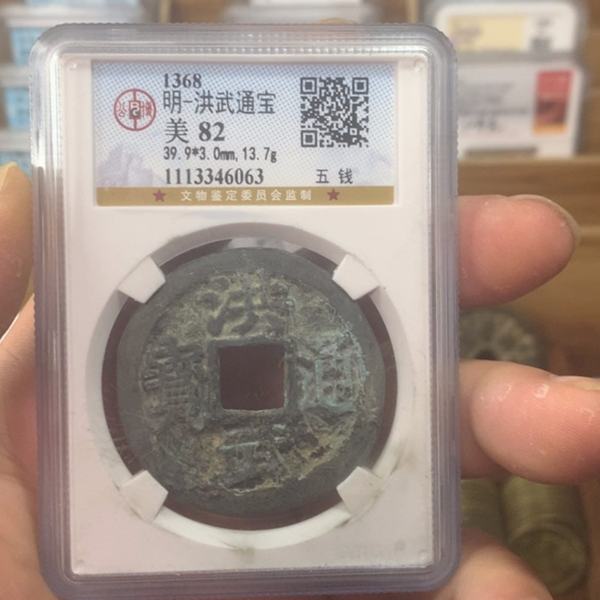 1368
明-洪武通宝
美 82
39.9*3.0mm,13.7g
1113346063 五 钱
文物鉴定委员会监制
洪
通
寳
武